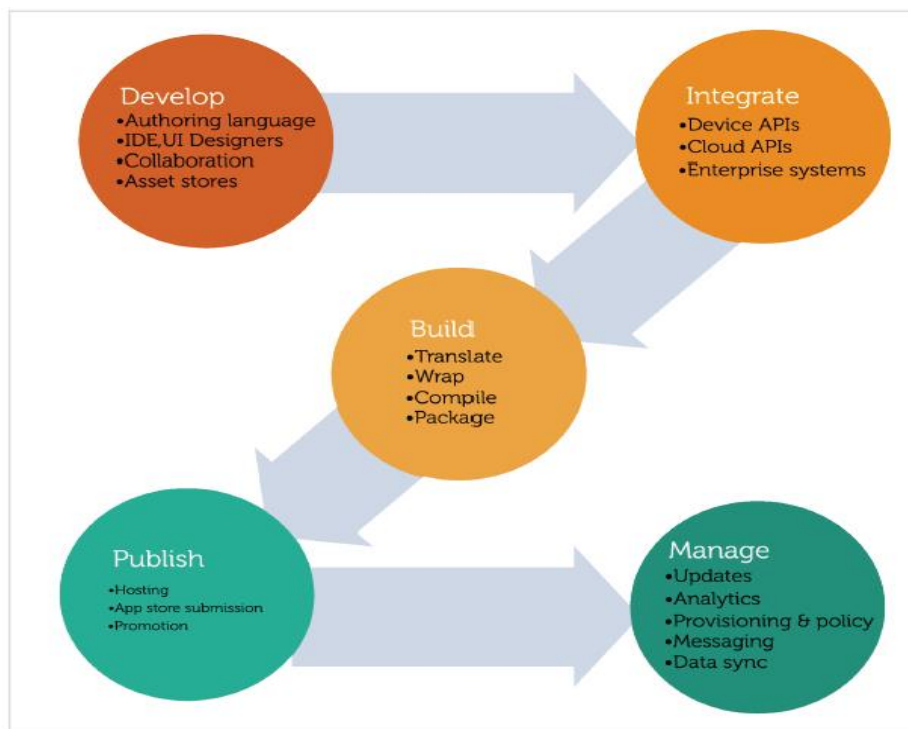 Develop
•Authoring language
•IDE,UI Designers
•Collaboration
•Asset stores
Integrate
•Device APIs
•Cloud APIs
•Enterprise systems
Build
•Translate
•Wrap
•Compile
•Package
Publish
•Hosting
•App store submission
•Promotion
Manage
•Updates
•Analytics
•Provisioning & policy
•Messaging
•Data sync